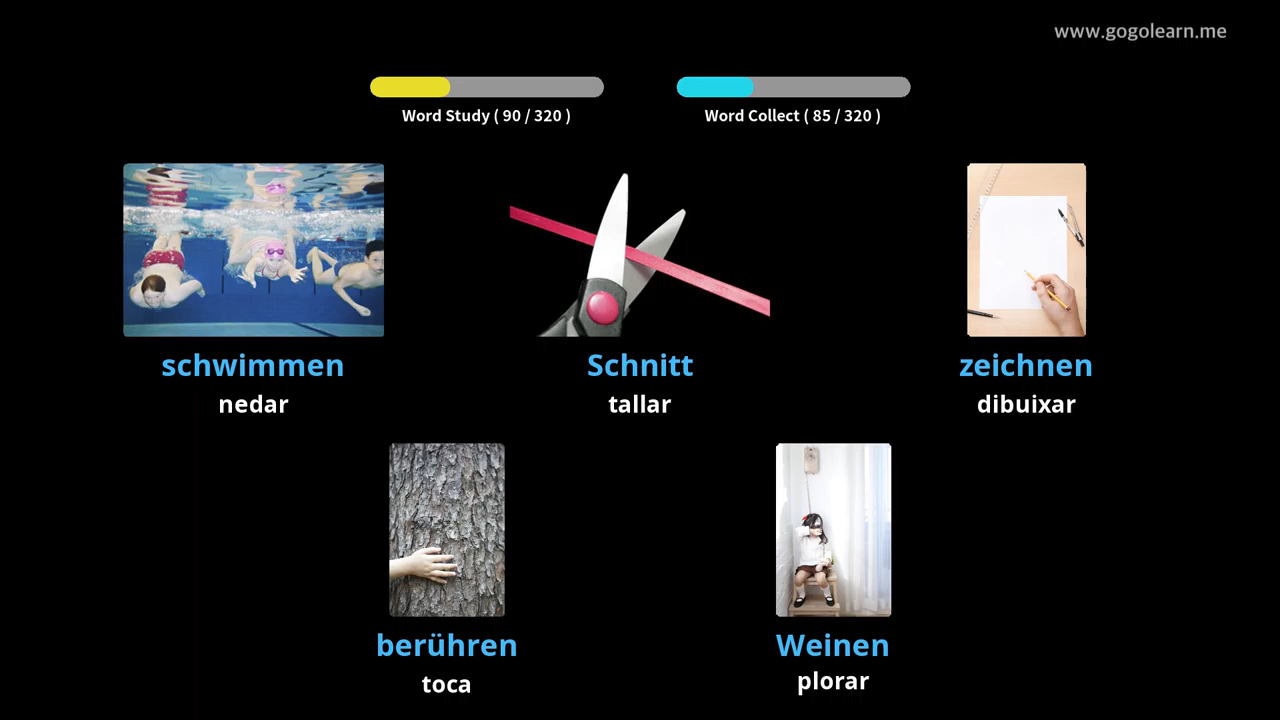 www.gogolearn.me
Word Study ( 90 / 320 )
Word Collect ( 85 / 320 )
schwimmen
nedar
Schnitt
tallar
zeichnen
dibuixar
berühren
toca
Weinen
plorar